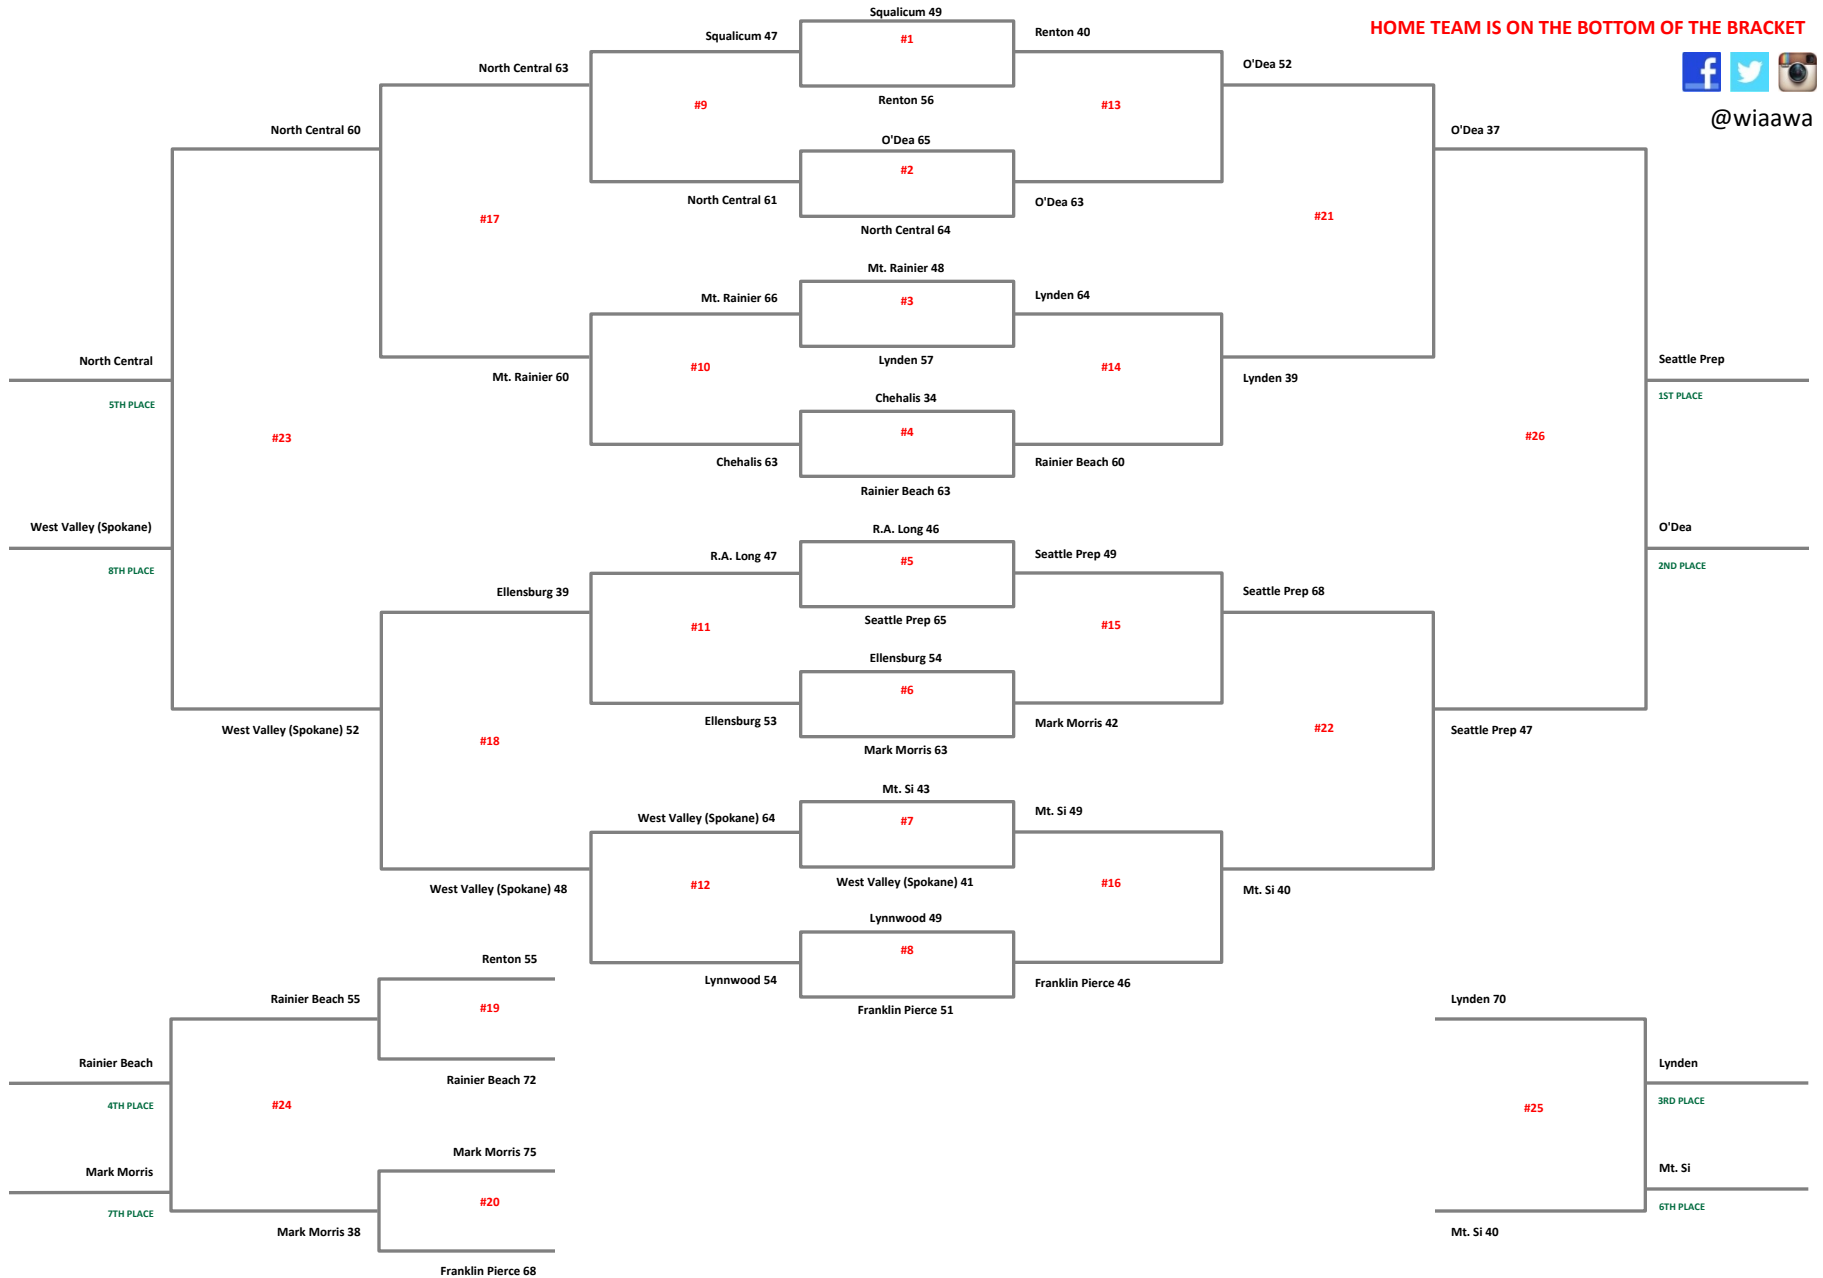 Squalicum 49
HOME TEAM IS ON THE BOTTOM OF THE BRACKET
Squalicum 47
#1
Renton 40
North Central 63
O'Dea 52
Renton 56
#9
#13
@wiaawa
North Central 60
O'Dea 65
O'Dea 37
#2
North Central 61
O'Dea 63
#17
#21
North Central 64
Mt. Rainier 48
Mt. Rainier 66
#3
Lynden 64
North Central
Lynden 57
Seattle Prep
Mt. Rainier 60
#10
#14
Lynden 39
5TH PLACE
Chehalis 34
1ST PLACE
#23
#4
#26
Chehalis 63
Rainier Beach 60
Rainier Beach 63
West Valley (Spokane)
R.A. Long 46
O'Dea
R.A. Long 47
#5
Seattle Prep 49
8TH PLACE
2ND PLACE
Ellensburg 39
Seattle Prep 68
#11
Seattle Prep 65
#15
Ellensburg 54
#6
West Valley (Spokane) 52
Ellensburg 53
Mark Morris 42
#22
Seattle Prep 47
#18
Mark Morris 63
Mt. Si 43
West Valley (Spokane) 64
#7
Mt. Si 49
West Valley (Spokane) 48
#12
West Valley (Spokane) 41
#16
Mt. Si 40
Lynnwood 49
#8
Renton 55
Lynnwood 54
Franklin Pierce 46
Rainier Beach 55
#19
Franklin Pierce 51
Lynden 70
Rainier Beach
Lynden
Rainier Beach 72
4TH PLACE
#24
#25
3RD PLACE
Mark Morris 75
Mark Morris
Mt. Si
#20
7TH PLACE
6TH PLACE
Mark Morris 38
Mt. Si 40
Franklin Pierce 68